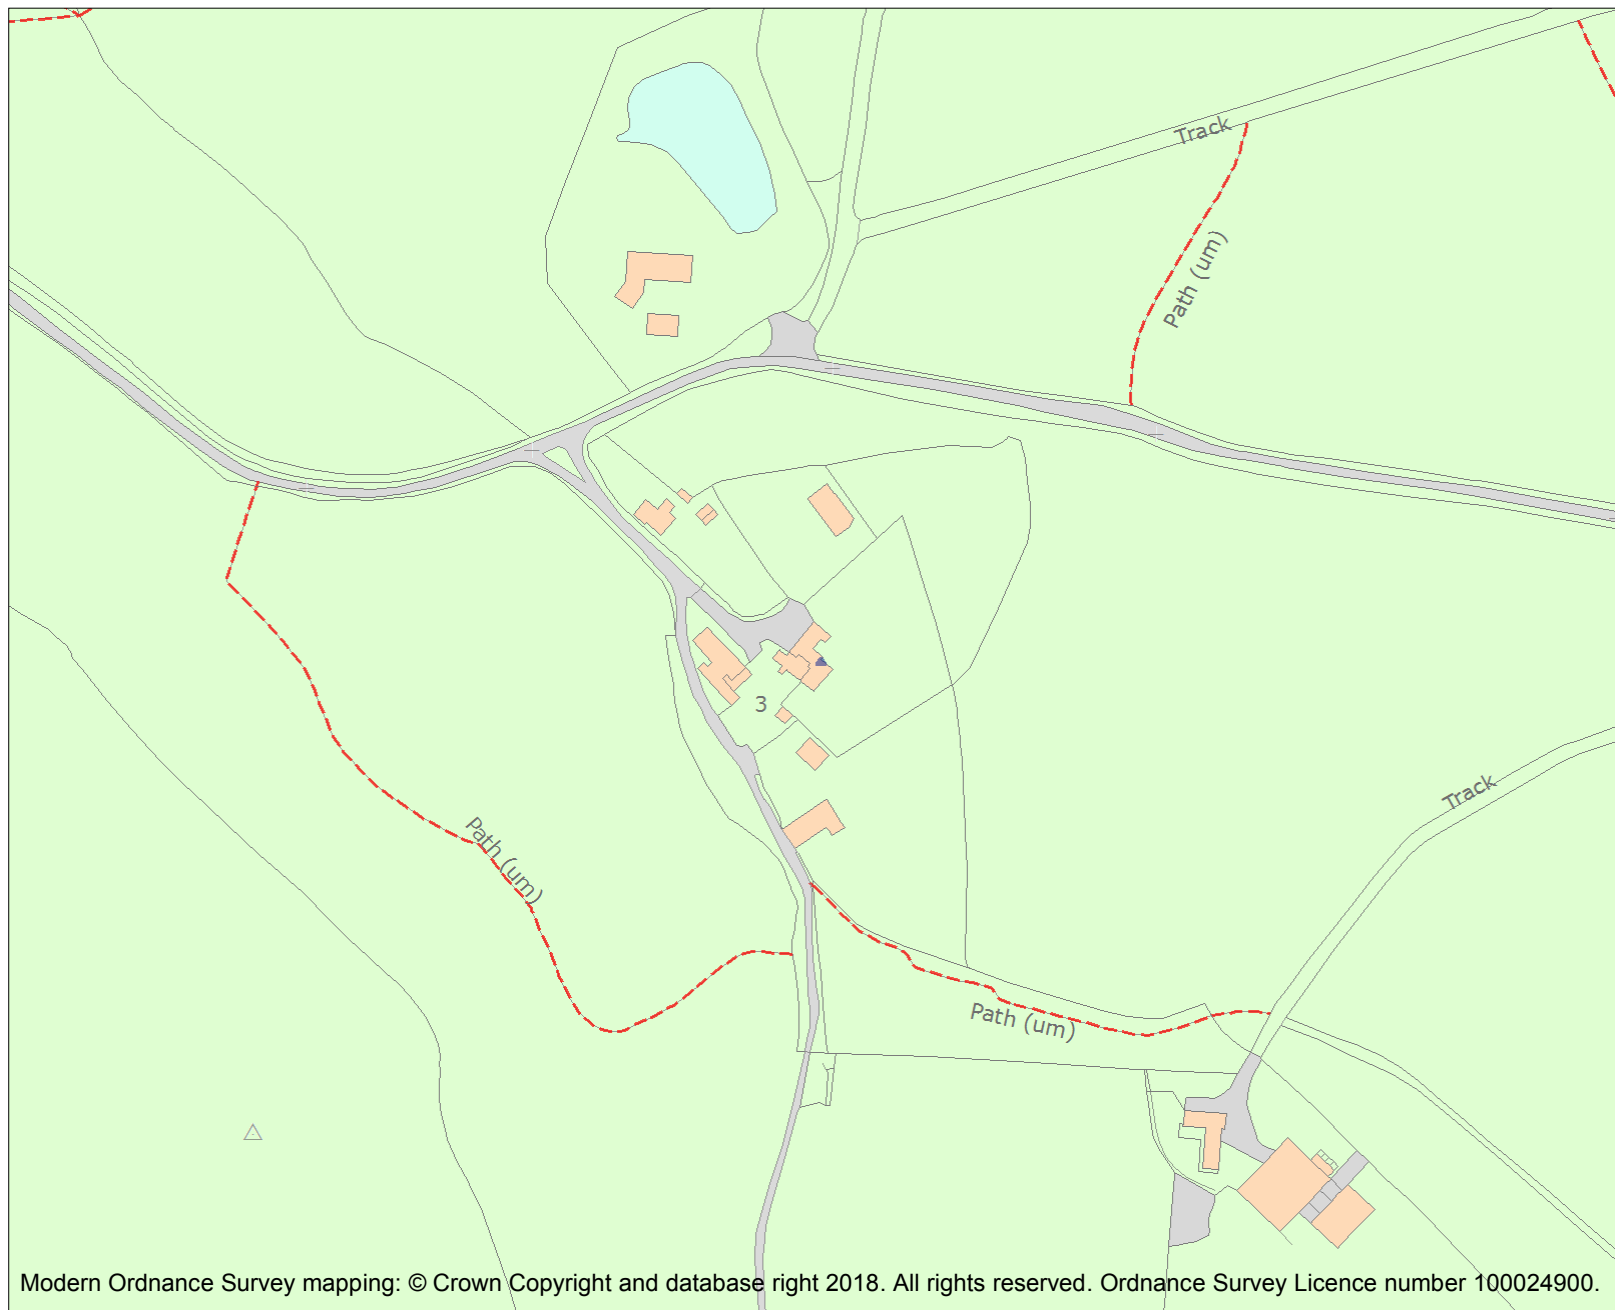 Track
Path (um)
3
Track
Path (um)
Path (um)
Modern Ordnance Survey mapping: © Crown Copyright and database right 2018. All rights reserved. Ordnance Survey Licence number 100024900.